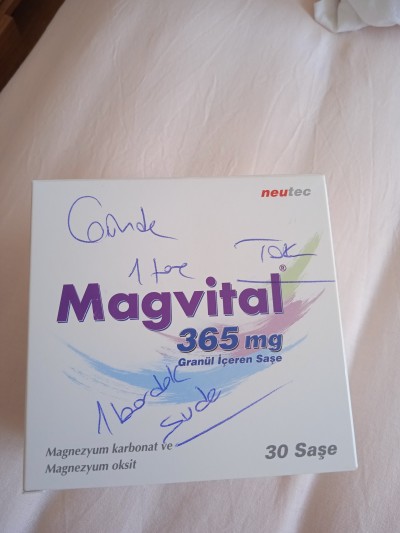 neutec
Günde
1 tane
Tok
Magvital®
365 mg
Granül İçeren Saşe
1 bardak
suda
Magnezyum karbonat ve
Magnezyum oksit
30 Saşe